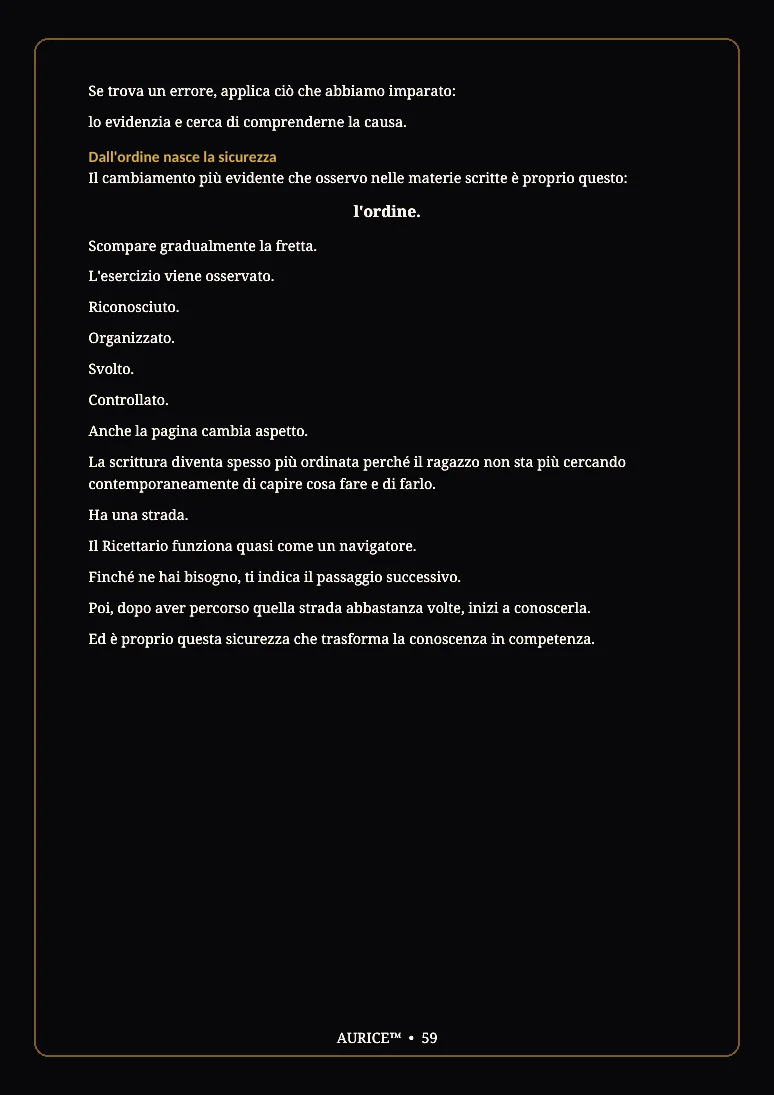 Se trova un errore, applica ciò che abbiamo imparato:
lo evidenzia e cerca di comprenderne la causa.
Dall'ordine nasce la sicurezza
Il cambiamento più evidente che osservo nelle materie scritte è proprio questo:
l'ordine.
Scompare gradualmente la fretta.
L'esercizio viene osservato.
Riconosciuto.
Organizzato.
Svolto.
Controllato.
Anche la pagina cambia aspetto.
La scrittura diventa spesso più ordinata perché il ragazzo non sta più cercando
contemporaneamente di capire cosa fare e di farlo.
Ha una strada.
Il Ricettario funziona quasi come un navigatore.
Finché ne hai bisogno, ti indica il passaggio successivo.
Poi, dopo aver percorso quella strada abbastanza volte, inizi a conoscerla.
Ed è proprio questa sicurezza che trasforma la conoscenza in competenza.
AURICE™ • 59